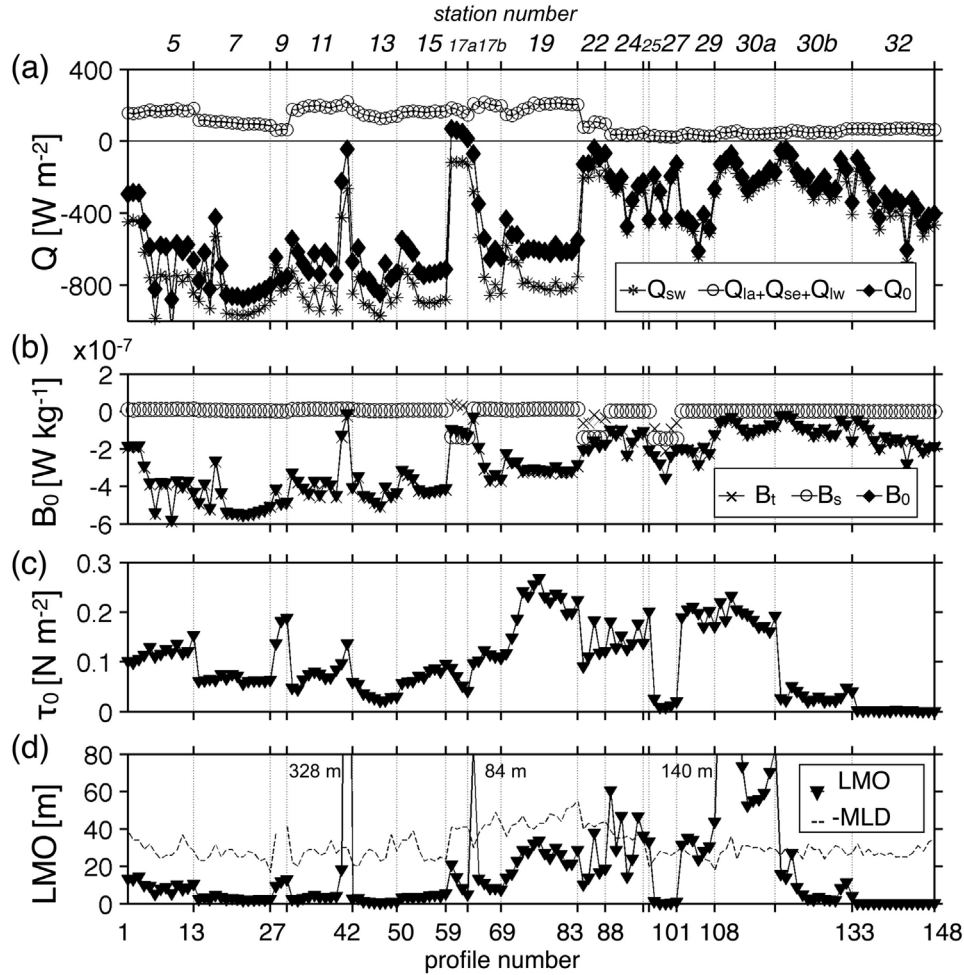 station number
5 7 9 11 13 15 17a 17b 19 22 24 25 27 29 30a 30b 32
(a)
400
0
-400
-800
Q [W m-2]
Qsw Qla+Qse+Qlw Q0
(b)
x10-7
2
0
-2
-4
-6
B0 [W kg-1]
Bt Bs B0
(c)
0.3
0.2
0.1
0
τ0 [N m-2]
(d)
80
60
40
20
0
LMO [m]
328 m 84 m 140 m
LMO
-MLD
1 13 27 42 50 59 69 83 88 101 108 133 148
profile number